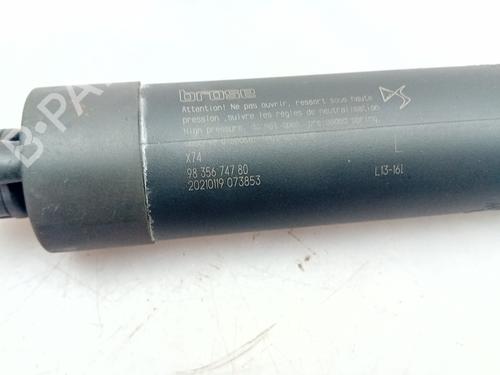 brose
Attention! Ne pas ouvrir, ressort sous haute
pression ,suivre les règles de neutralisation
High pressure, do not open, pre-loaded spring.
L
X74
98 356 747 80
L13-161
20210119 073853
B-PARTS